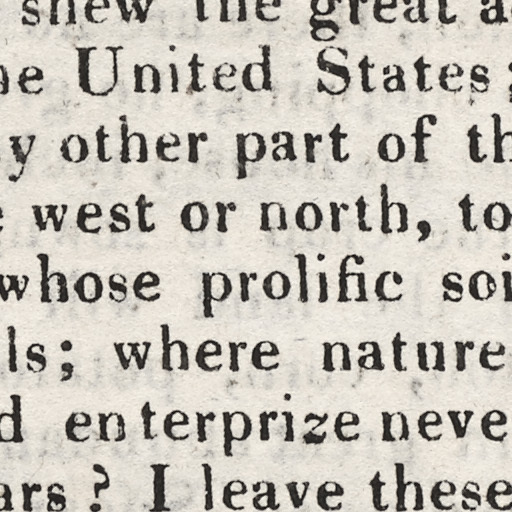 shew the great a
he United States;
y other part of th
e west or north, to
whose prolific soi
ls; where nature
d enterprize neve
ars? I leave these